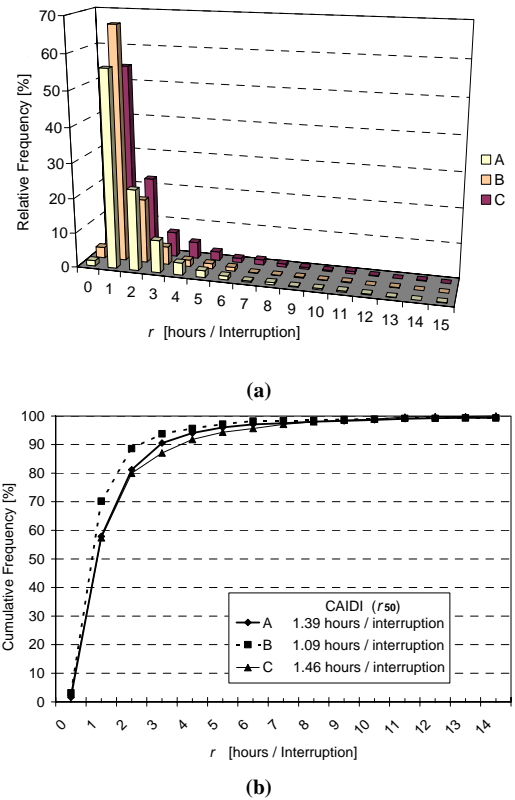 70
60
50
40
30
20
10
0
Relative Frequency [%]
0 1 2 3 4 5 6 7 8 9 10 11 12 13 14 15
r [hours / Interruption]
A
B
C
(a)
100
90
80
70
60
50
40
30
20
10
0
Cumulative Frequency [%]
CAIDI (r50)
A 1.39 hours / interruption
B 1.09 hours / interruption
C 1.46 hours / interruption
0 1 2 3 4 5 6 7 8 9 10 11 12 13 14
r [hours / Interruption]
(b)